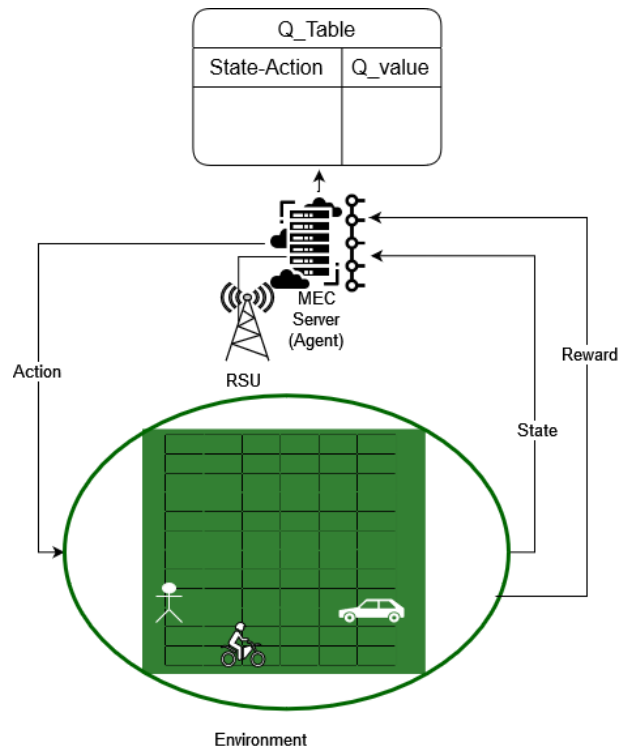 Q_Table
State-Action
Q_value
MEC
Server
(Agent)
RSU
Action
Reward
State
Environment